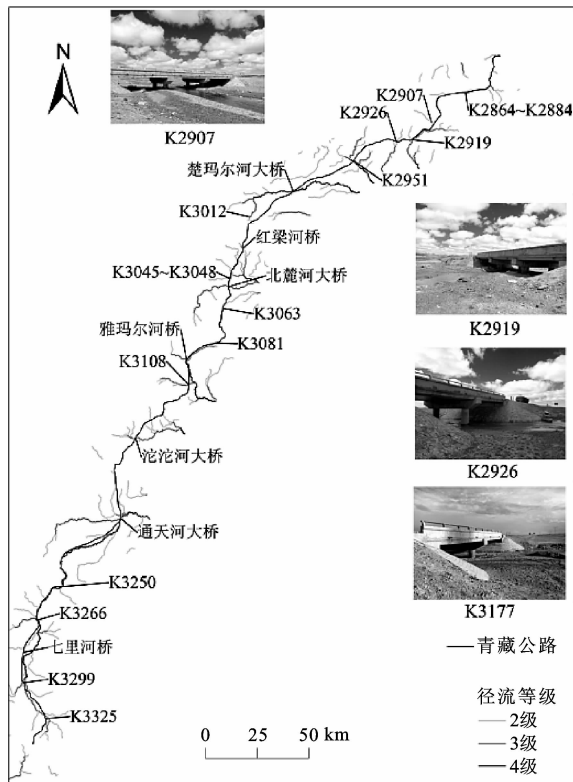 N
K2907
K2907
K2926
K2864~K2884
K2919
楚玛尔河大桥
K2951
K3012
红梁河桥
K2919
K3045~K3048
北麓河大桥
K3063
雅玛尔河桥
K3081
K3108
沱沱河大桥
K2926
通天河大桥
K3250
K3177
K3266
七里河桥
青藏公路
K3299
径流等级
K3325
2级
3级
4级
0 25 50 km